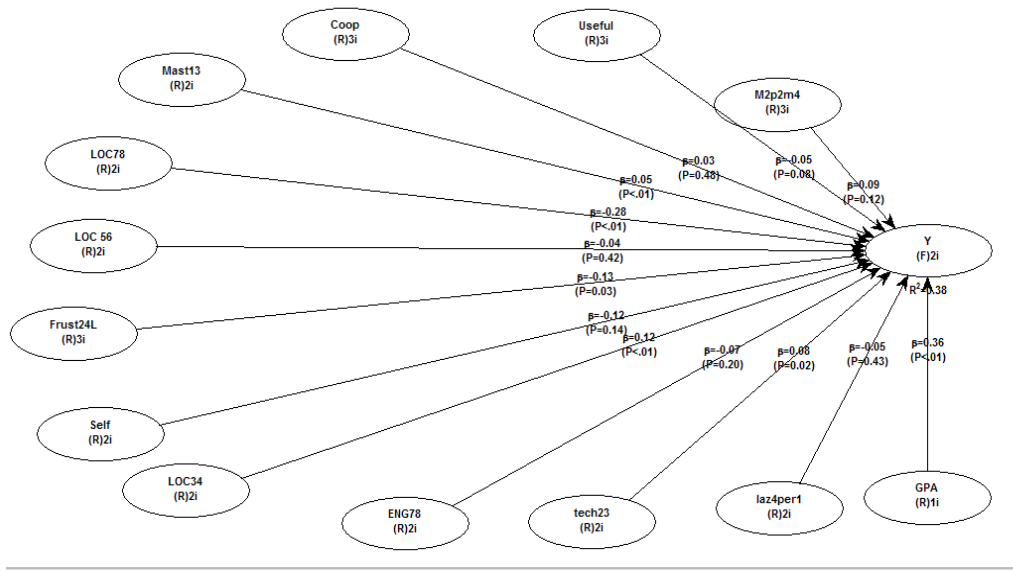 Coop
(R)3i
Useful
(R)3i
Mast13
(R)2i
M2p2m4
(R)3i
LOC78
(R)2i
β=0.03
(P=0.48)
β=-0.05
(P=0.08)
β=0.05
(P<.01)
β=0.09
(P=0.12)
β=-0.28
(P<.01)
LOC 56
(R)2i
β=-0.04
(P=0.42)
Y
(F)2i
R²=0.38
β=-0.13
(P=0.03)
Frust24L
(R)3i
β=-0.12
(P=0.14)
β=0.12
(P<.01)
β=-0.07
(P=0.20)
β=0.08
(P=0.02)
β=-0.05
(P=0.43)
β=0.36
(P<.01)
Self
(R)2i
LOC34
(R)2i
ENG78
(R)2i
tech23
(R)2i
laz4per1
(R)2i
GPA
(R)1i